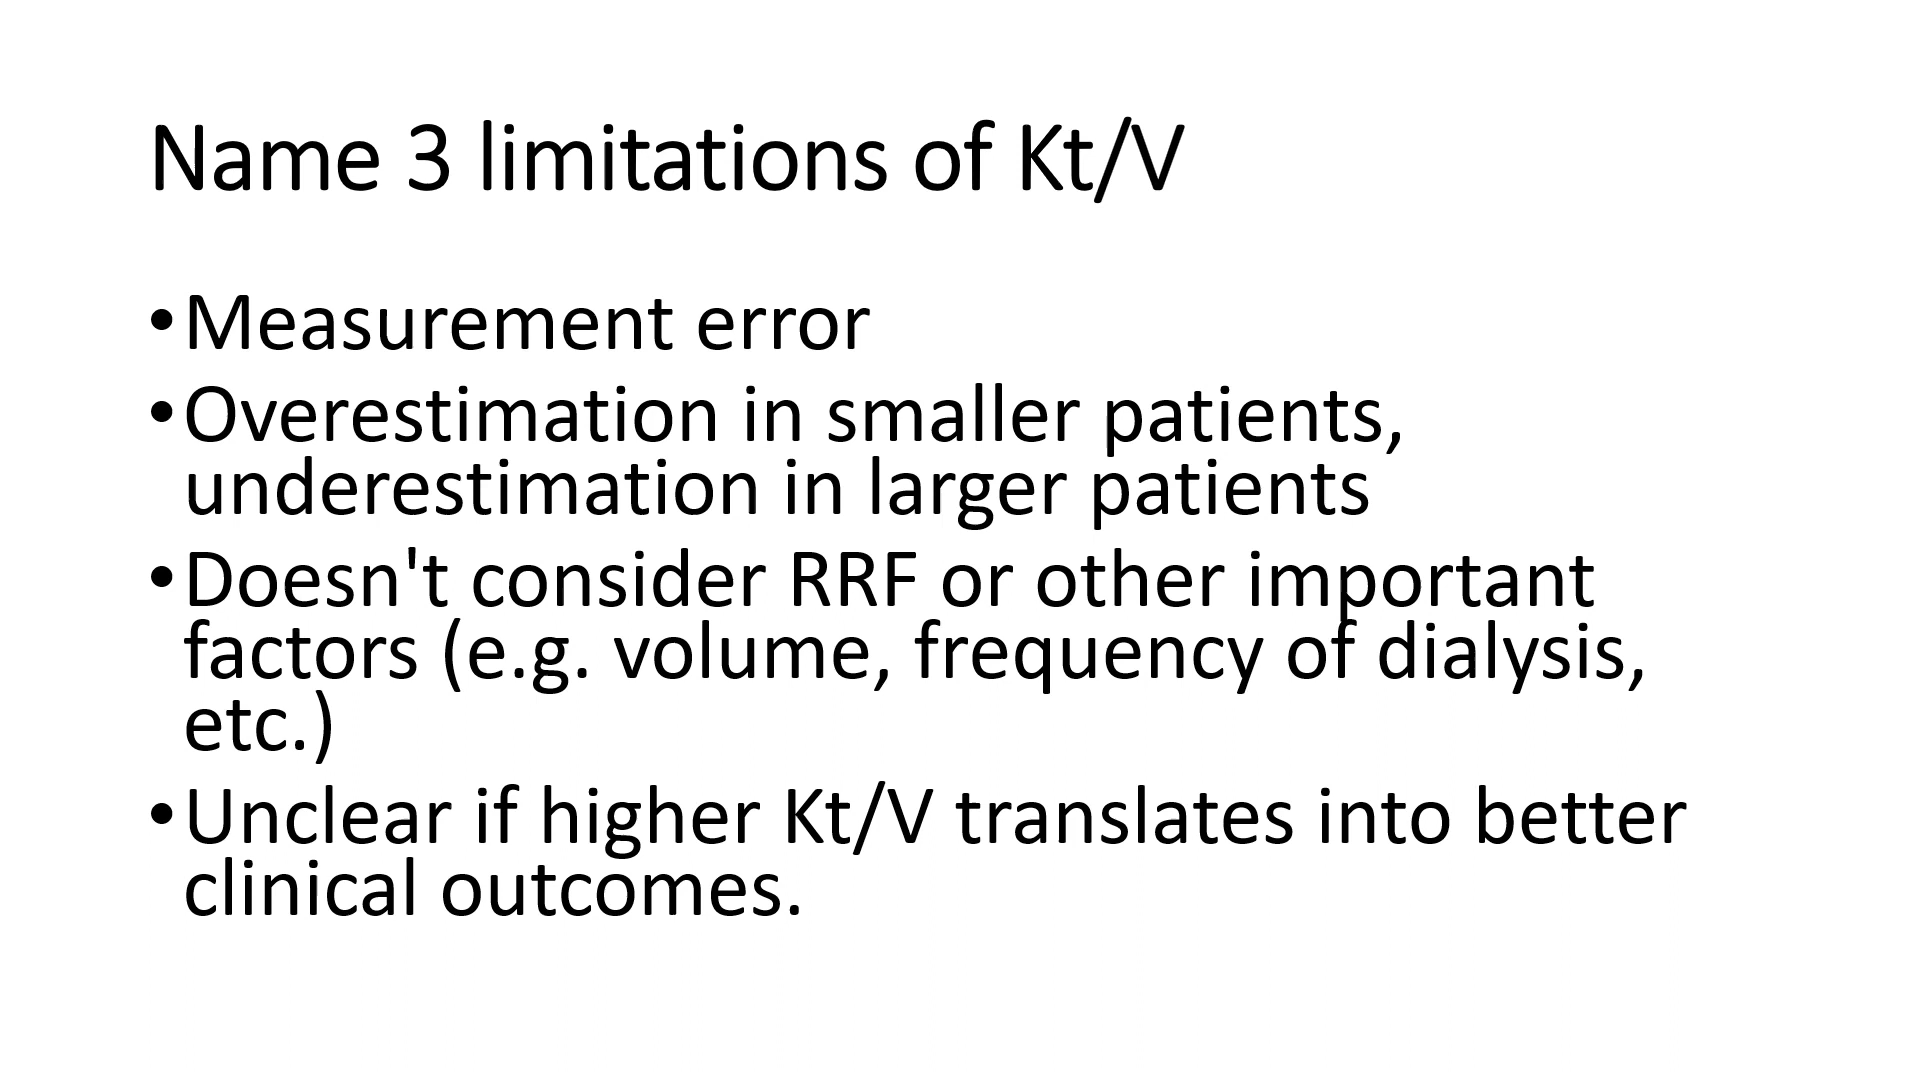 Name 3 limitations of Kt/V
•Measurement error
•Overestimation in smaller patients,
underestimation in larger patients
•Doesn't consider RRF or other important
factors (e.g. volume, frequency of dialysis,
etc.)
•Unclear if higher Kt/V translates into better
clinical outcomes.